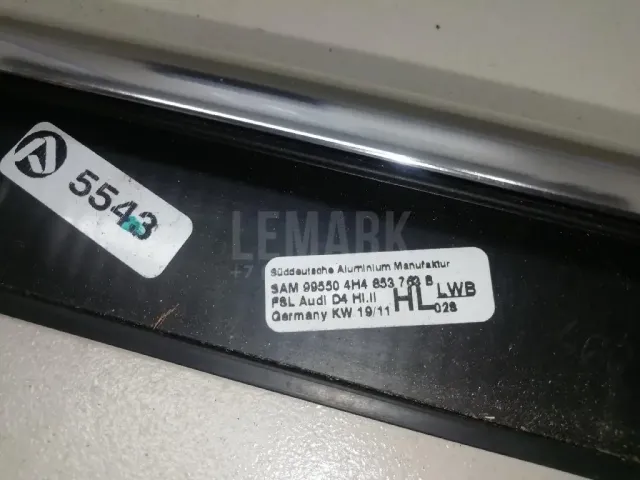 5543
LEMARK
Süddeutsche Aluminium Manufaktur
SAM 99550 4H4 853 763 B
FSL Audi D4 HI.II HL LWB
Germany KW 19/11 028